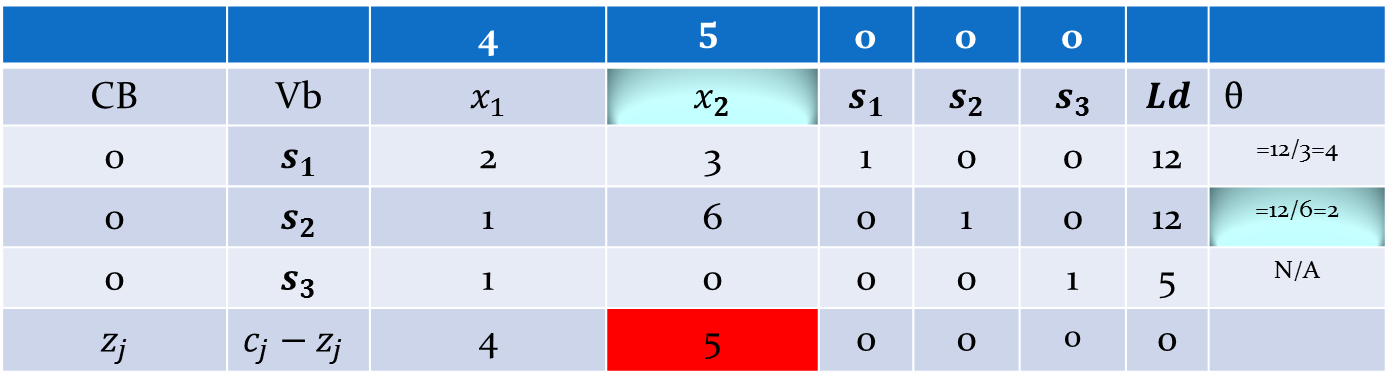 4 5 0 0 0
CB Vb x₁ x₂ s₁ s₂ s₃ Ld θ
0 s₁ 2 3 1 0 0 12 =12/3=4
0 s₂ 1 6 0 1 0 12 =12/6=2
0 s₃ 1 0 0 0 1 5 N/A
zⱼ cⱼ − zⱼ 4 5 0 0 0 0